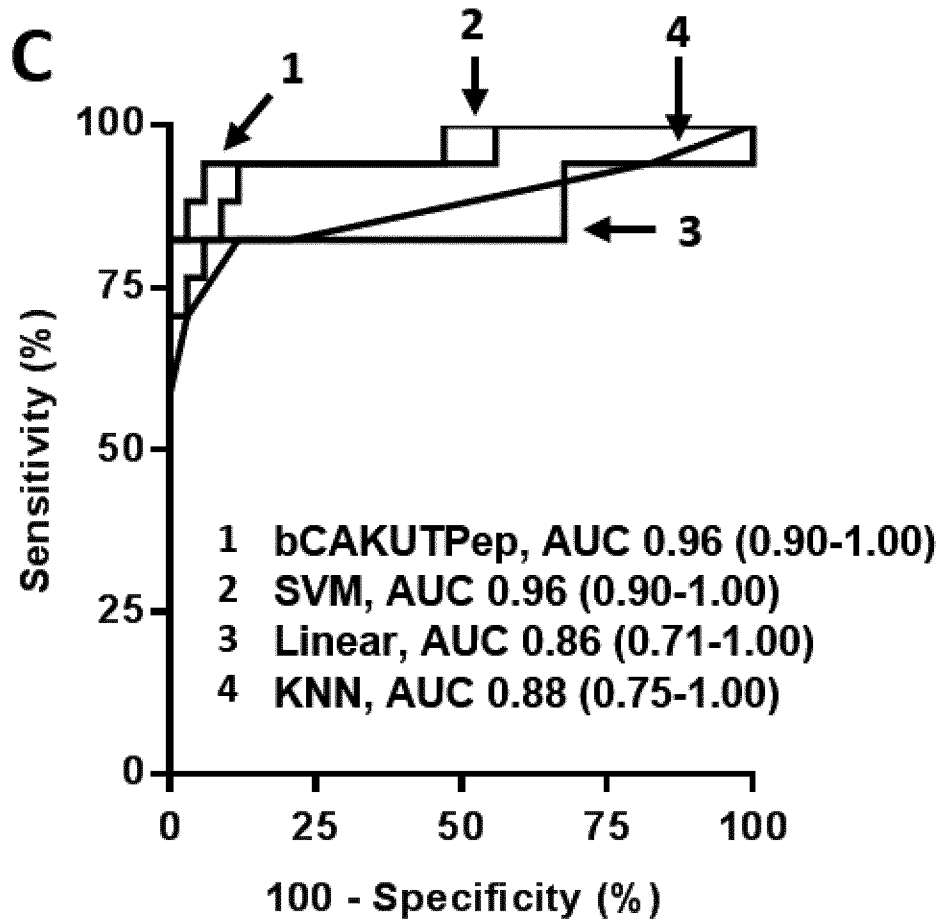 C
1
2
4
3
100
75
50
25
0
Sensitivity (%)
1 bCAKUTPep, AUC 0.96 (0.90-1.00)
2 SVM, AUC 0.96 (0.90-1.00)
3 Linear, AUC 0.86 (0.71-1.00)
4 KNN, AUC 0.88 (0.75-1.00)
0 25 50 75 100
100 - Specificity (%)